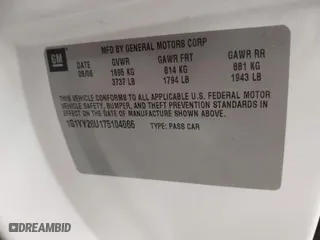 GM
MFD BY GENERAL MOTORS CORP
DATE GVWR GAWR FRT GAWR RR
09/06 1695 KG 814 KG 881 KG
3737 LB 1794 LB 1943 LB
THIS VEHICLE CONFORMS TO ALL APPLICABLE U.S. FEDERAL MOTOR
VEHICLE SAFETY, BUMPER, AND THEFT PREVENTION STANDARDS IN
EFFECT ON THE DATE OF MANUFACTURE SHOWN ABOVE.
1G1YY26U175104066 TYPE: PASS CAR
DREAMBID